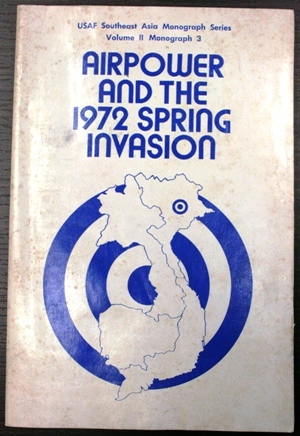 USAF Southeast Asia Monograph Series
Volume II Monograph 3
AIRPOWER
AND THE
1972 SPRING
INVASION